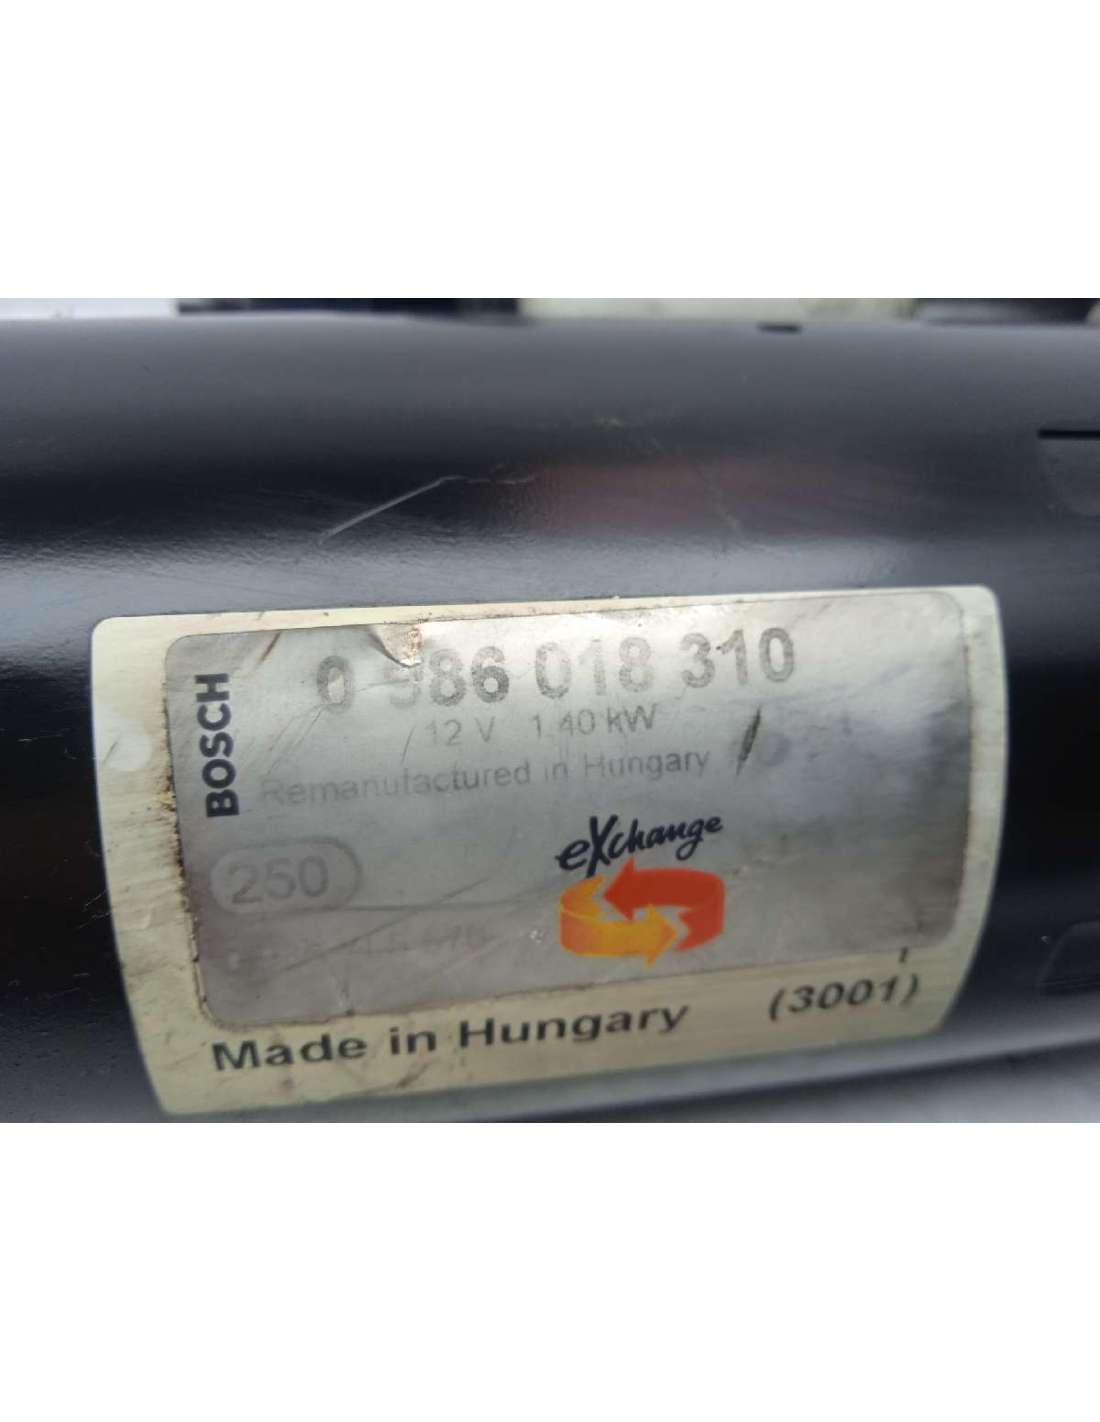 BOSCH
0 986 018 310
12 V 1.40 kW
Remanufactured in Hungary
eXchange
250
Made in Hungary (3001)